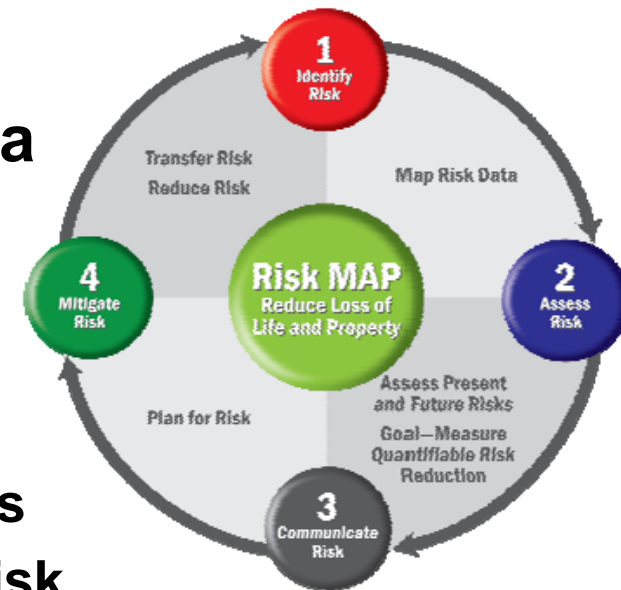 1
Identify
Risk
a
Transfer Risk
Reduce Risk
Map Risk Data
4
Mitigate
Risk
Risk MAP
Reduce Loss of
Life and Property
2
Assess
Risk
Assess Present
and Future Risks
Goal—Measure
Quantifiable Risk
Reduction
Plan for Risk
3
Communicate
Risk
s
isk